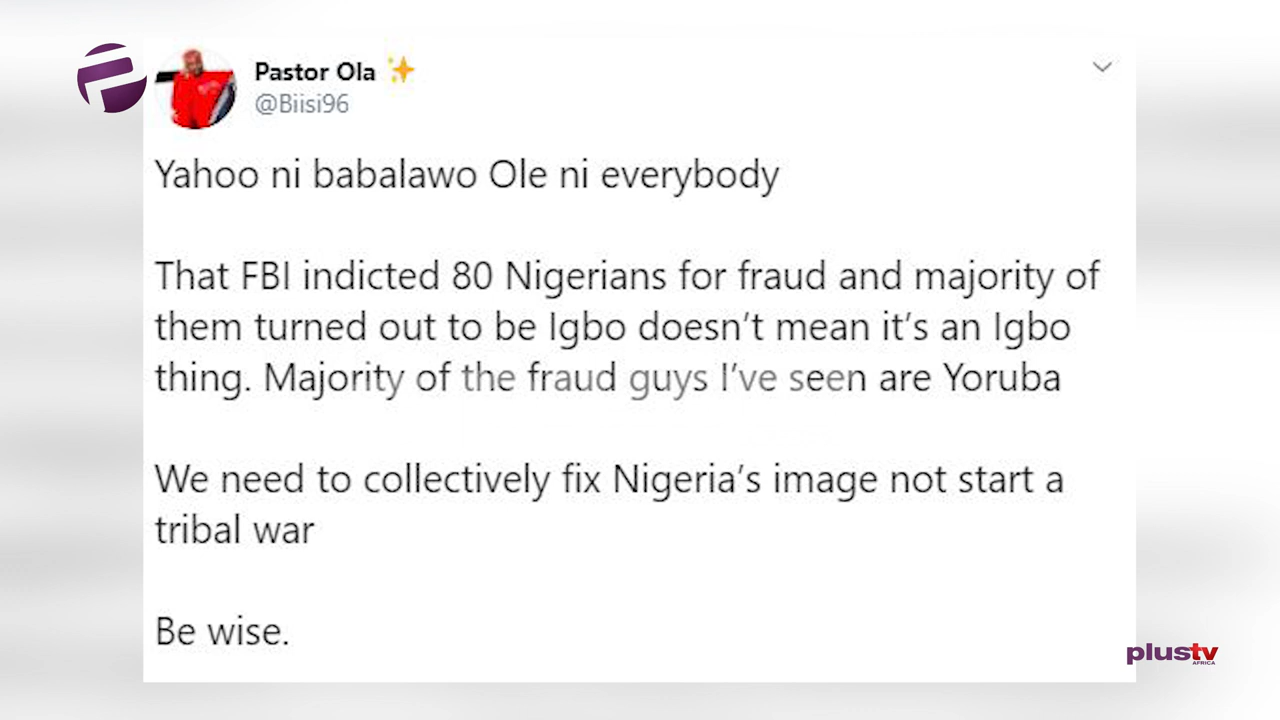 Pastor Ola
@Biisi96
Yahoo ni babalawo Ole ni everybody
That FBI indicted 80 Nigerians for fraud and majority of
them turned out to be Igbo doesn’t mean it’s an Igbo
thing. Majority of the fraud guys I’ve seen are Yoruba
We need to collectively fix Nigeria’s image not start a
tribal war
Be wise.
plustv
AFRICA